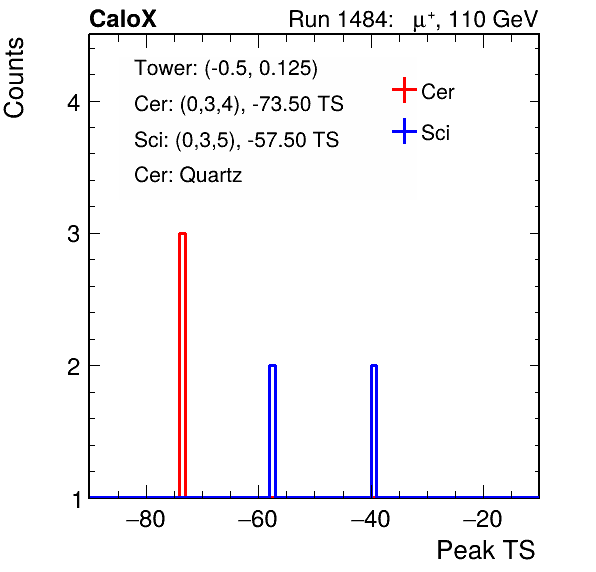 CaloX Run 1484: μ⁺, 110 GeV
Counts
Tower: (-0.5, 0.125)
Cer: (0,3,4), -73.50 TS
Sci: (0,3,5), -57.50 TS
Cer: Quartz
Cer
Sci
4
3
2
1
−80 −60 −40 −20
Peak TS